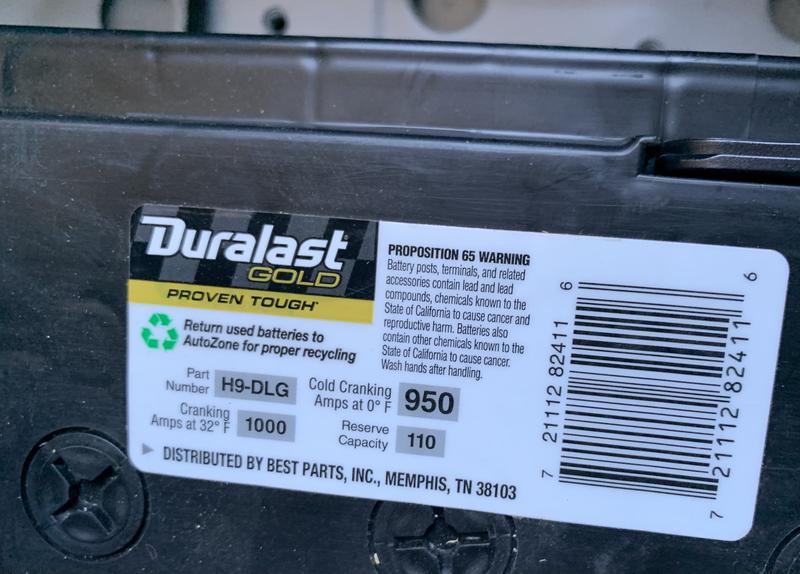 Duralast
GOLD
PROVEN TOUGH
Return used batteries to
AutoZone for proper recycling
Part
Number
H9-DLG
Cold Cranking
Amps at 0° F
950
Cranking
Amps at 32° F
1000
Reserve
Capacity
110
DISTRIBUTED BY BEST PARTS, INC., MEMPHIS, TN 38103
PROPOSITION 65 WARNING
Battery posts, terminals, and related
accessories contain lead and lead
compounds, chemicals known to the
State of California to cause cancer and
reproductive harm. Batteries also
contain other chemicals known to the
State of California to cause cancer.
Wash hands after handling.
7 21112 82411 6
7 21112 82411 6